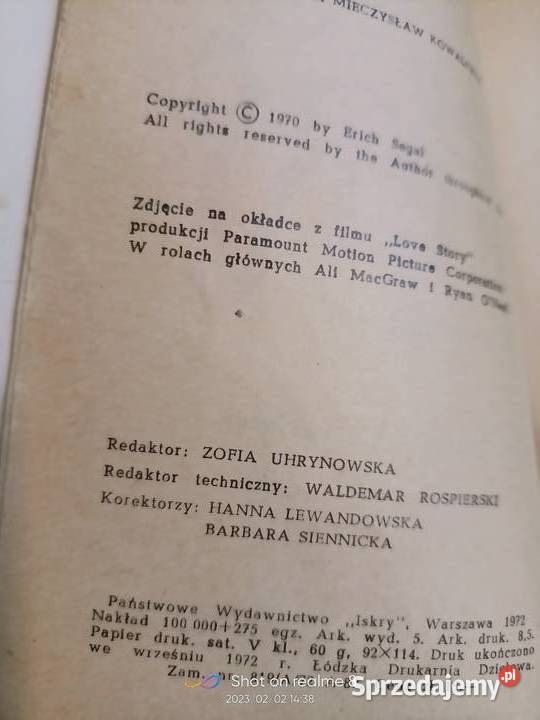 MIECZYSŁAW
Copyright © 1970 by Erich Segal
All rights reserved by the Author
Zdjęcie na okładce z filmu „Love Story"
produkcji Paramount Motion Picture Corporation
W rolach głównych Ali MacGraw i Ryan
Redaktor: ZOFIA UHRYNOWSKA
Redaktor techniczny: WALDEMAR ROSPIERSKI
Korektorzy: HANNA LEWANDOWSKA
BARBARA SIENNICKA
Państwowe Wydawnictwo „Iskry", Warszawa 1972
Nakład 100 000+275 egz. Ark. wyd. 5. Ark. druk. 8,5.
Papier druk. sat. V kl., 60 g, 92×114. Druk ukończono
we wrześniu 1972 r. Łódzka Drukarnia Dziełowa.
Zam.
Shot on realme 8
2023.02.02 14:38
Sprzedajemy.pl